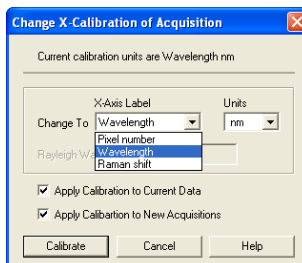 Change X-Calibration of Acquisition
Current calibration units are Wavelength nm
X-Axis Label Units
Change To Wavelength nm
Pixel number
Wavelength
Raman shift
Rayleigh Wa
Apply Calibration to Current Data
Apply Calibartion to New Acquisitions
Calibrate Cancel Help